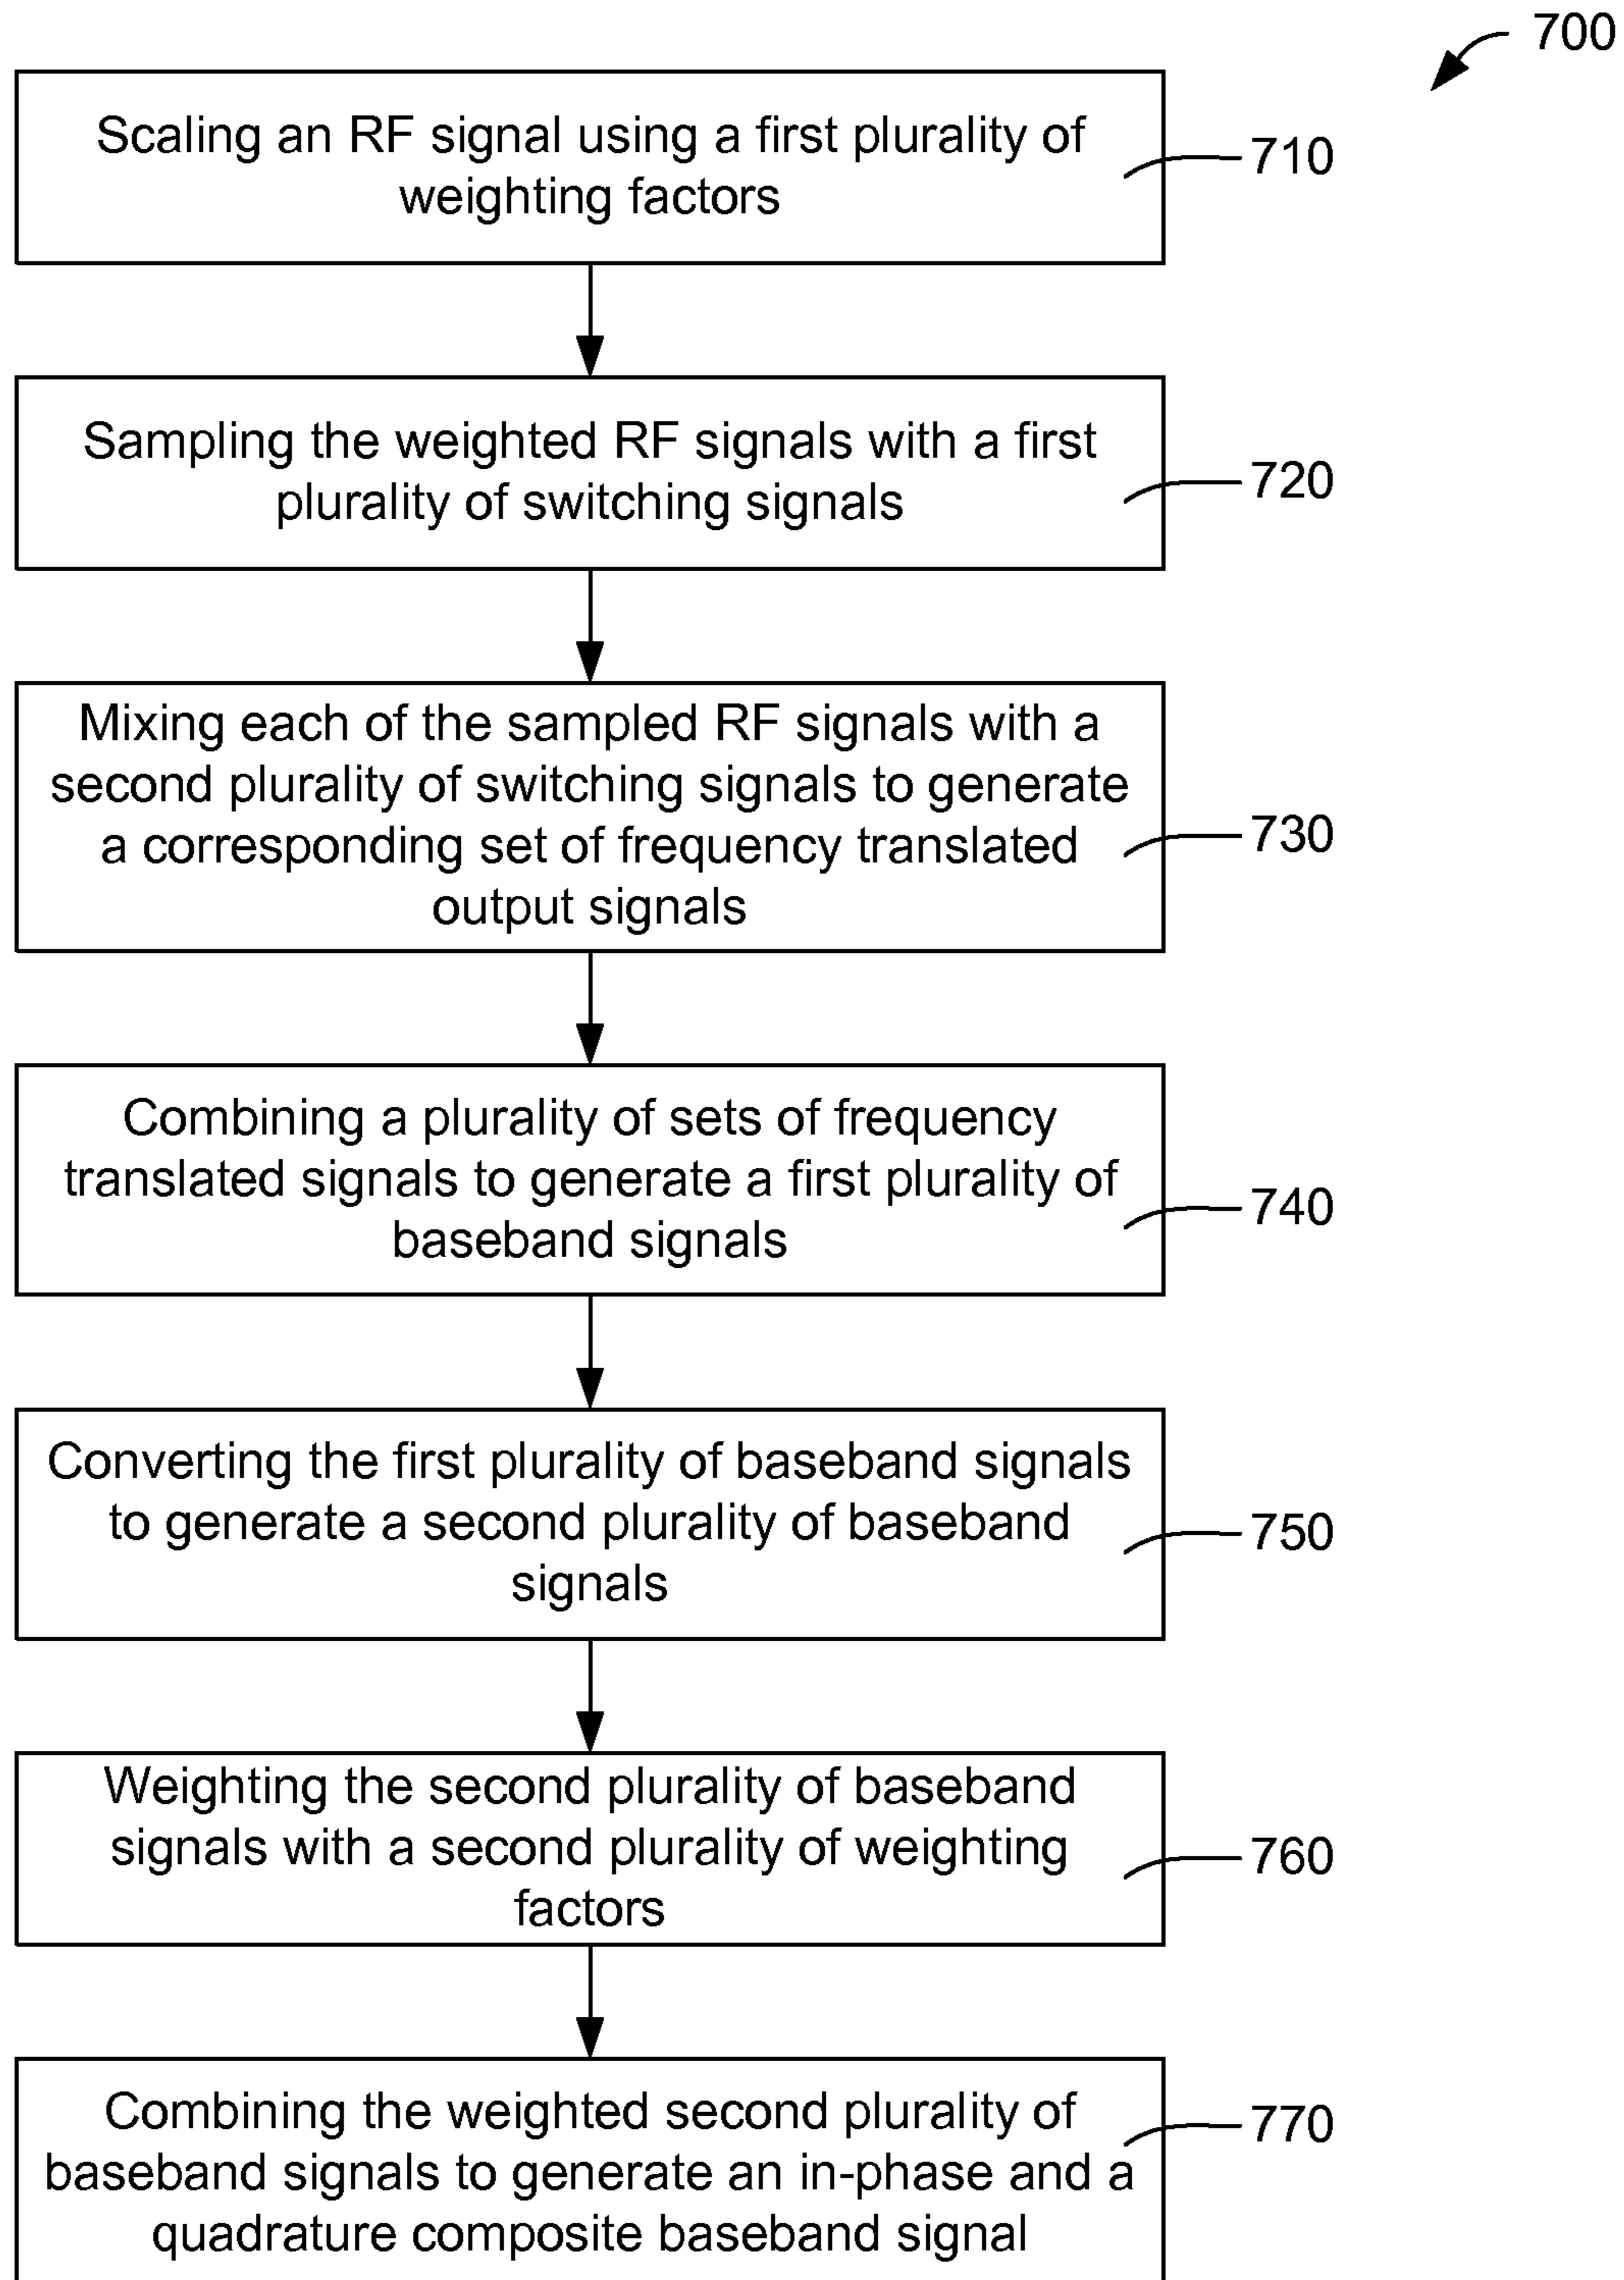 700
Scaling an RF signal using a first plurality of
weighting factors
710
Sampling the weighted RF signals with a first
plurality of switching signals
720
Mixing each of the sampled RF signals with a
second plurality of switching signals to generate
a corresponding set of frequency translated
output signals
730
Combining a plurality of sets of frequency
translated signals to generate a first plurality of
baseband signals
740
Converting the first plurality of baseband signals
to generate a second plurality of baseband
signals
750
Weighting the second plurality of baseband
signals with a second plurality of weighting
factors
760
Combining the weighted second plurality of
baseband signals to generate an in-phase and a
quadrature composite baseband signal
770